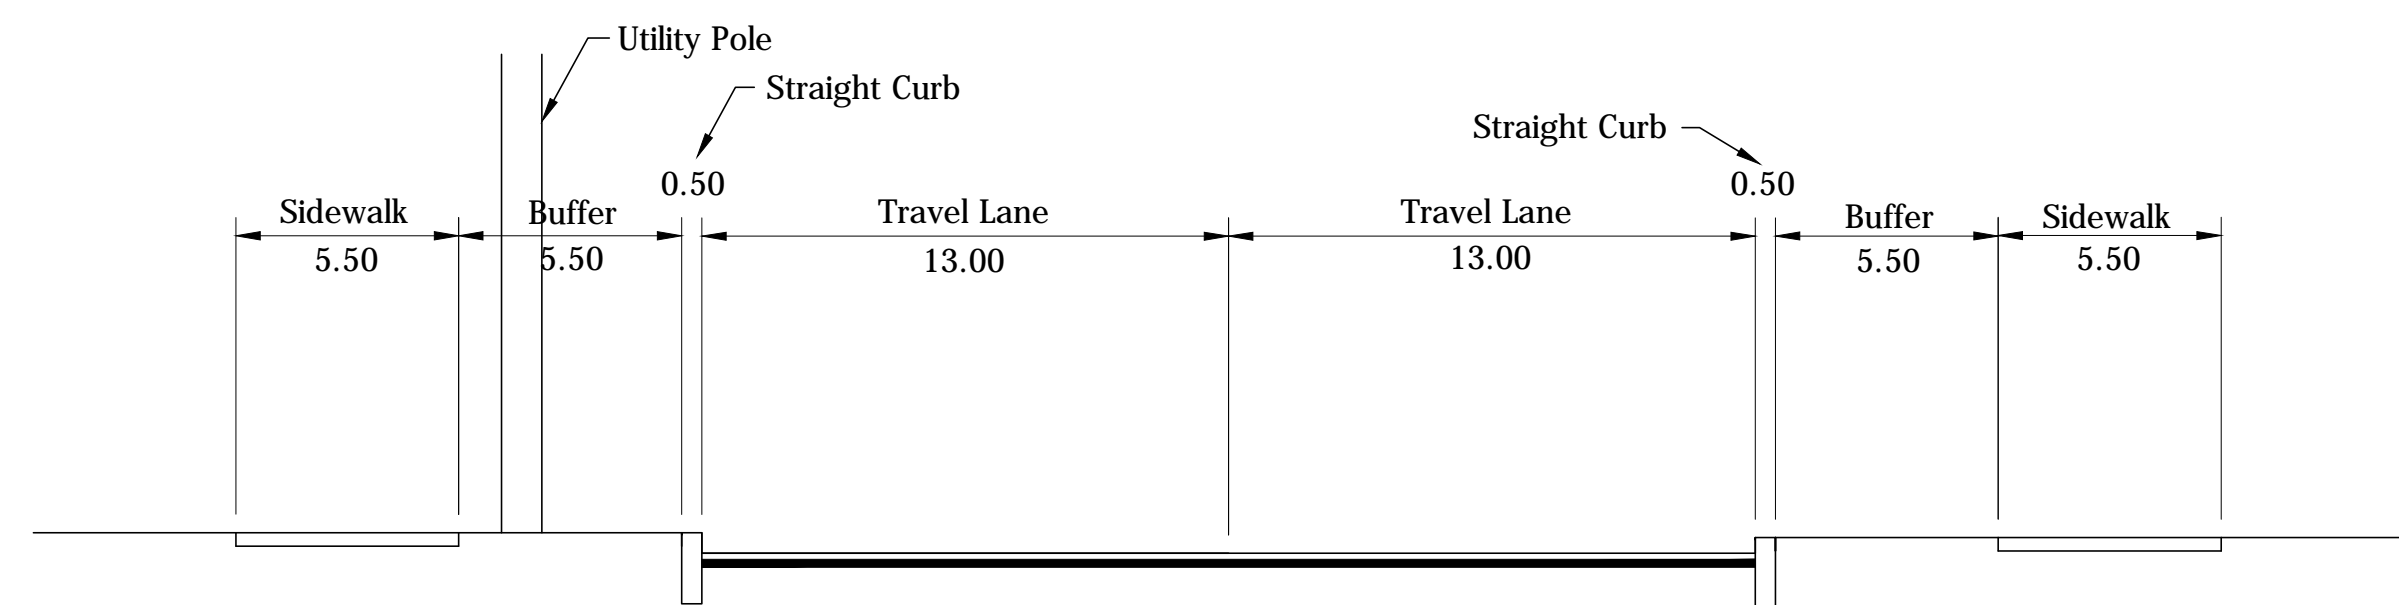 Utility Pole
Straight Curb
Straight Curb
0.50
0.50
Sidewalk
Buffer
Travel Lane
Travel Lane
Buffer
Sidewalk
5.50
5.50
13.00
13.00
5.50
5.50